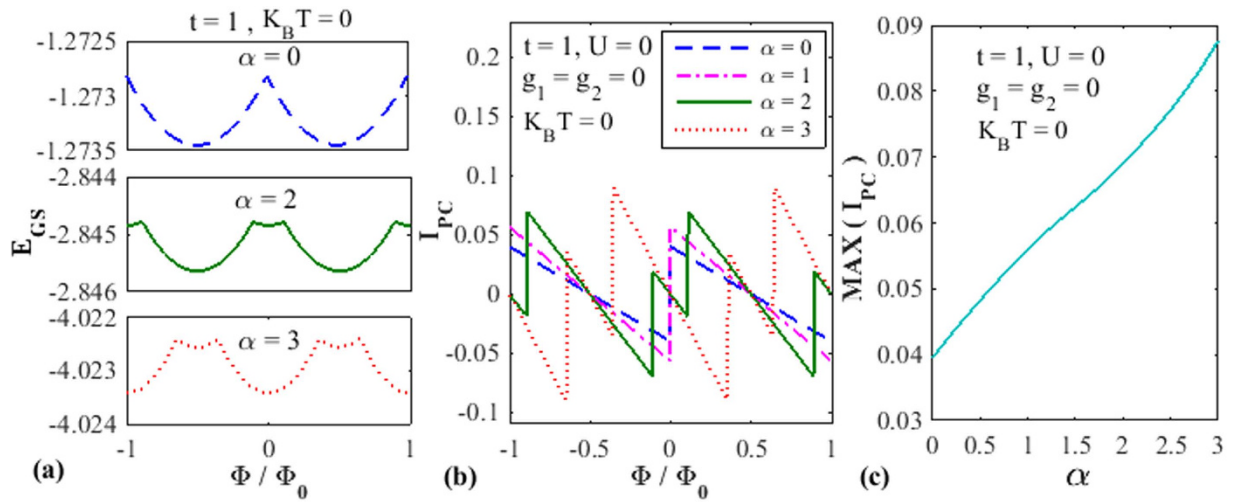 t = 1 , K_B T = 0
-1.2725
α = 0
-1.273
-1.2735
-2.844
α = 2
-2.845
-2.846
-4.022
α = 3
-4.023
-4.024
E_GS
-1 0 1
Φ / Φ_0
(a)
0.2
0.1
0.05
0
-0.05
-0.1
I_PC
t = 1, U = 0
g_1 = g_2 = 0
K_B T = 0
α = 0
α = 1
α = 2
α = 3
-1 -0.5 0 0.5 1
Φ / Φ_0
(b)
0.09
0.08
0.07
0.06
0.05
0.04
0.03
MAX ( I_PC )
t = 1, U = 0
g_1 = g_2 = 0
K_B T = 0
0 0.5 1 1.5 2 2.5 3
α
(c)